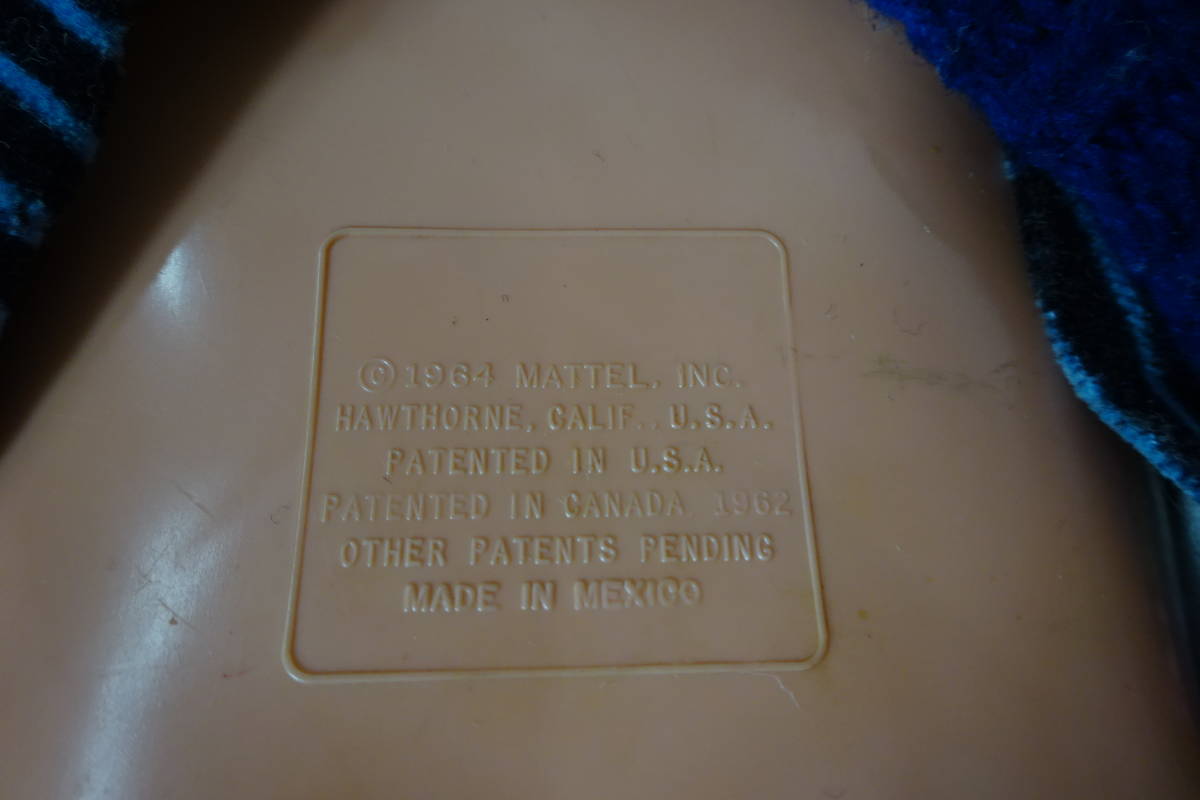 ©1964 MATTEL, INC.
HAWTHORNE, CALIF., U.S.A.
PATENTED IN U.S.A.
PATENTED IN CANADA 1962
OTHER PATENTS PENDING
MADE IN MEXICO